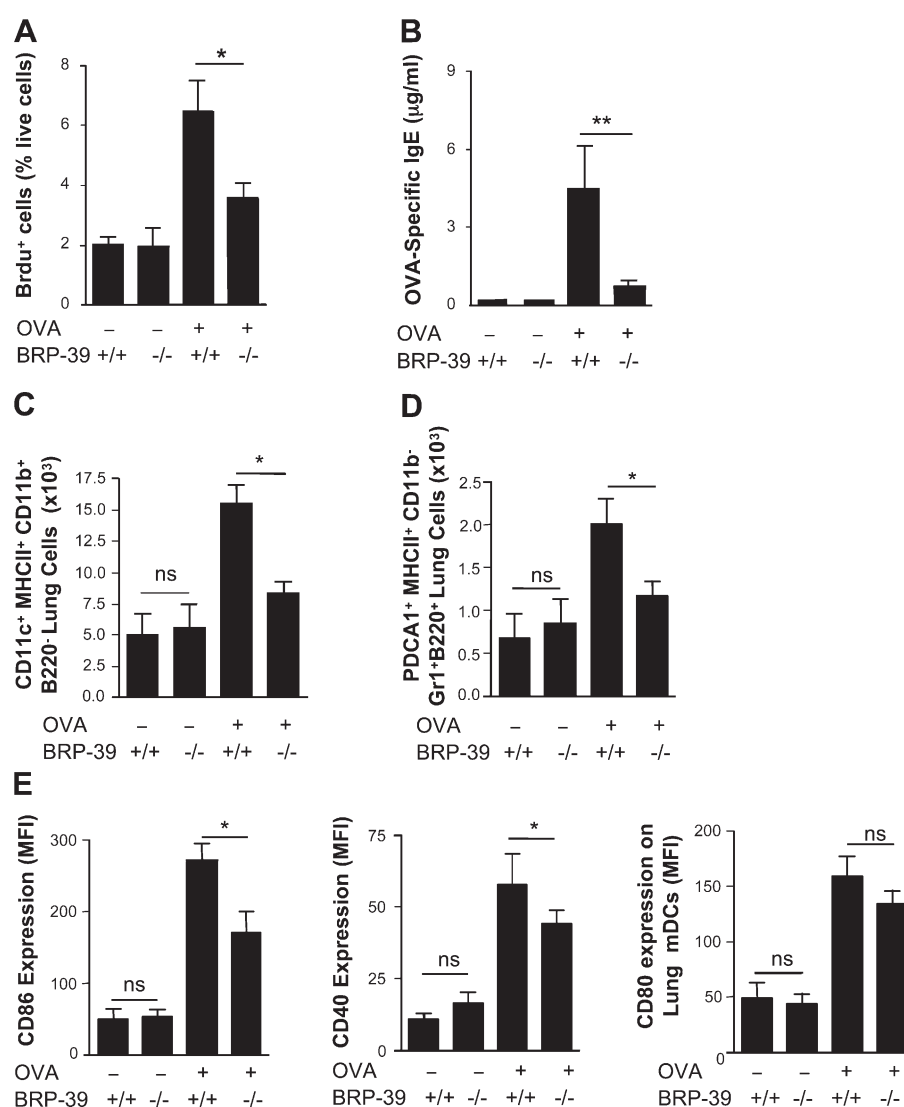 A
Brdu⁺ cells (% live cells)
8
6
4
2
0
*
OVA – – + +
BRP-39 +/+ -/- +/+ -/-
B
OVA-Specific IgE (μg/ml)
9
6
3
0
**
OVA – – + +
BRP-39 +/+ -/- +/+ -/-
C
CD11c⁺ MHCII⁺ CD11b⁺
B220⁻ Lung Cells (x10³)
17.5
15.0
12.5
10.0
7.5
5.0
2.5
0.0
ns
*
OVA – – + +
BRP-39 +/+ -/- +/+ -/-
D
PDCA1⁺ MHCII⁺ CD11b⁻
Gr1⁺B220⁺ Lung Cells (x10³)
2.5
2.0
1.5
1.0
0.5
0.0
ns
*
OVA – – + +
BRP-39 +/+ -/- +/+ -/-
E
CD86 Expression (MFI)
300
200
100
0
ns
*
OVA – – + +
BRP-39 +/+ -/- +/+ -/-
CD40 Expression (MFI)
75
50
25
0
ns
*
OVA – – + +
BRP-39 +/+ -/- +/+ -/-
CD80 expression on
Lung mDCs (MFI)
200
150
100
50
0
ns
ns
OVA – – + +
BRP-39 +/+ -/- +/+ -/-